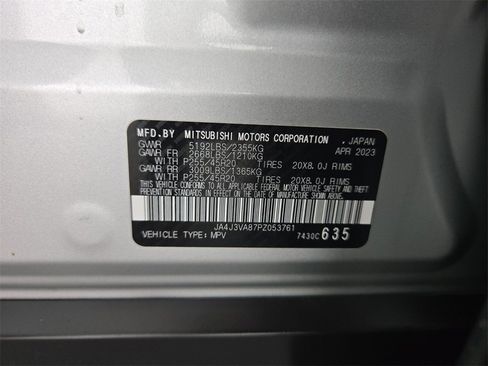 MFD.BY MITSUBISHI MOTORS CORPORATION , JAPAN
GVWR 5192LBS/2355KG APR 2023
GAWR FR 2668LBS/1210KG
WITH P255/45R20 TIRES 20X8.0J RIMS
GAWR RR 3009LBS/1365KG
WITH P255/45R20 TIRES 20X8.0J RIMS
THIS VEHICLE CONFORMS TO ALL APPLICABLE FEDERAL MOTOR
VEHICLE SAFETY AND THEFT PREVENTION STANDARDS IN EFFECT
ON THE DATE OF MANUFACTURE SHOWN ABOVE.
JA4J3VA87PZ053761
VEHICLE TYPE: MPV 7430C 635